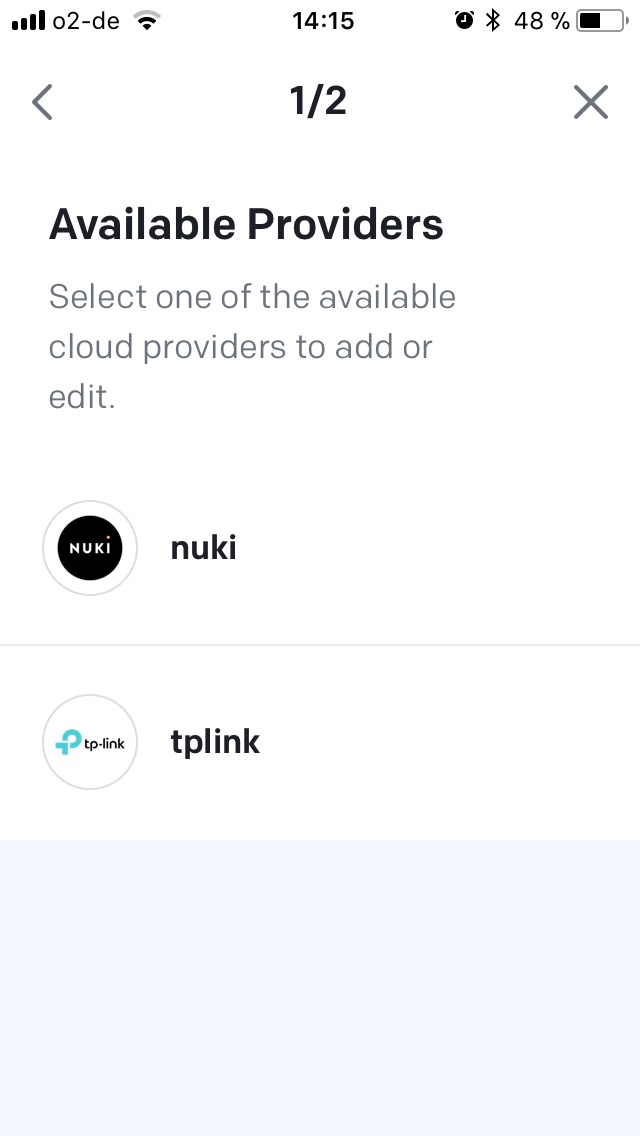 o2-de 14:15 48 %
1/2
Available Providers
Select one of the available
cloud providers to add or
edit.
NUKI nuki
tp-link tplink